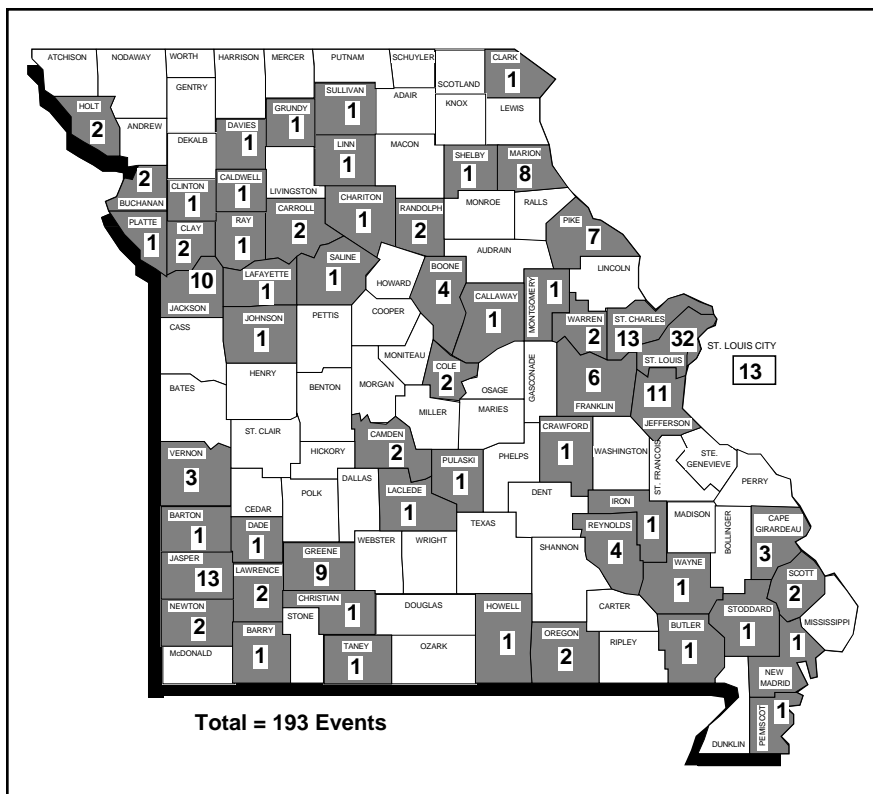 ATCHISON
NODAWAY
WORTH
HARRISON
MERCER
PUTNAM
SCHUYLER
SCOTLAND
CLARK
1
GENTRY
SULLIVAN
1
ADAIR
KNOX
LEWIS
HOLT
2
ANDREW
DEKALB
DAVIES
1
GRUNDY
1
LINN
1
MACON
SHELBY
1
MARION
8
2
BUCHANAN
CLINTON
1
CALDWELL
1
LIVINGSTON
CARROLL
2
CHARITON
1
RANDOLPH
2
MONROE
RALLS
PIKE
7
PLATTE
1
CLAY
2
RAY
1
AUDRAIN
LINCOLN
10
JACKSON
LAFAYETTE
1
SALINE
1
HOWARD
BOONE
4
CALLAWAY
1
MONTGOMERY
1
WARREN
2
ST. CHARLES
13
32
ST. LOUIS
ST. LOUIS CITY
13
CASS
JOHNSON
1
PETTIS
COOPER
MONITEAU
COLE
2
OSAGE
GASCONADE
6
FRANKLIN
11
JEFFERSON
BATES
HENRY
BENTON
MORGAN
MILLER
MARIES
CRAWFORD
1
WASHINGTON
ST. FRANCOIS
STE.
GENEVIEVE
PERRY
ST. CLAIR
HICKORY
CAMDEN
2
PULASKI
1
PHELPS
VERNON
3
CEDAR
POLK
DALLAS
LACLEDE
1
DENT
IRON
1
REYNOLDS
4
MADISON
BOLLINGER
CAPE
GIRARDEAU
3
BARTON
1
DADE
1
GREENE
9
WEBSTER
WRIGHT
TEXAS
SHANNON
WAYNE
1
SCOTT
2
JASPER
13
LAWRENCE
2
CHRISTIAN
1
DOUGLAS
HOWELL
1
CARTER
BUTLER
1
STODDARD
1
MISSISSIPPI
1
NEW
MADRID
NEWTON
2
STONE
BARRY
1
TANEY
1
OZARK
OREGON
2
RIPLEY
McDONALD
PEMISCOT
1
DUNKLIN
Total = 193 Events